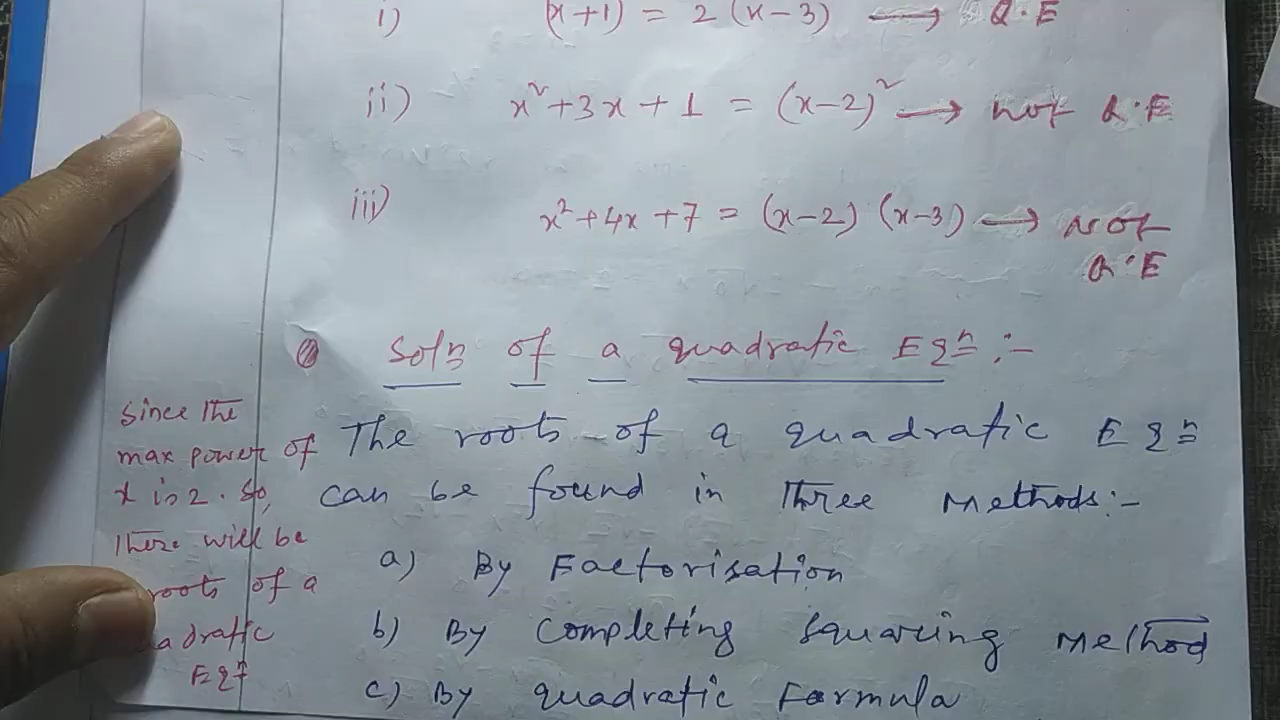 i) (x+1) = 2 (x-3) ⟶ Q.E
ii) x²+3x+1 = (x-2)² ⟶ not Q.E
iii) x²+4x+7 = (x-2) (x-3) ⟶ Not
Q.E
Solⁿ of a quadratic Eqⁿ :-
The roots of a quadratic Eqⁿ
can be found in three Methods:-
a) By Factorisation
b) By Completing Squaring Method
c) By quadratic Formula
Since the
max power of
x is 2. So,
there will be
roots of a
adratic
Eqⁿ